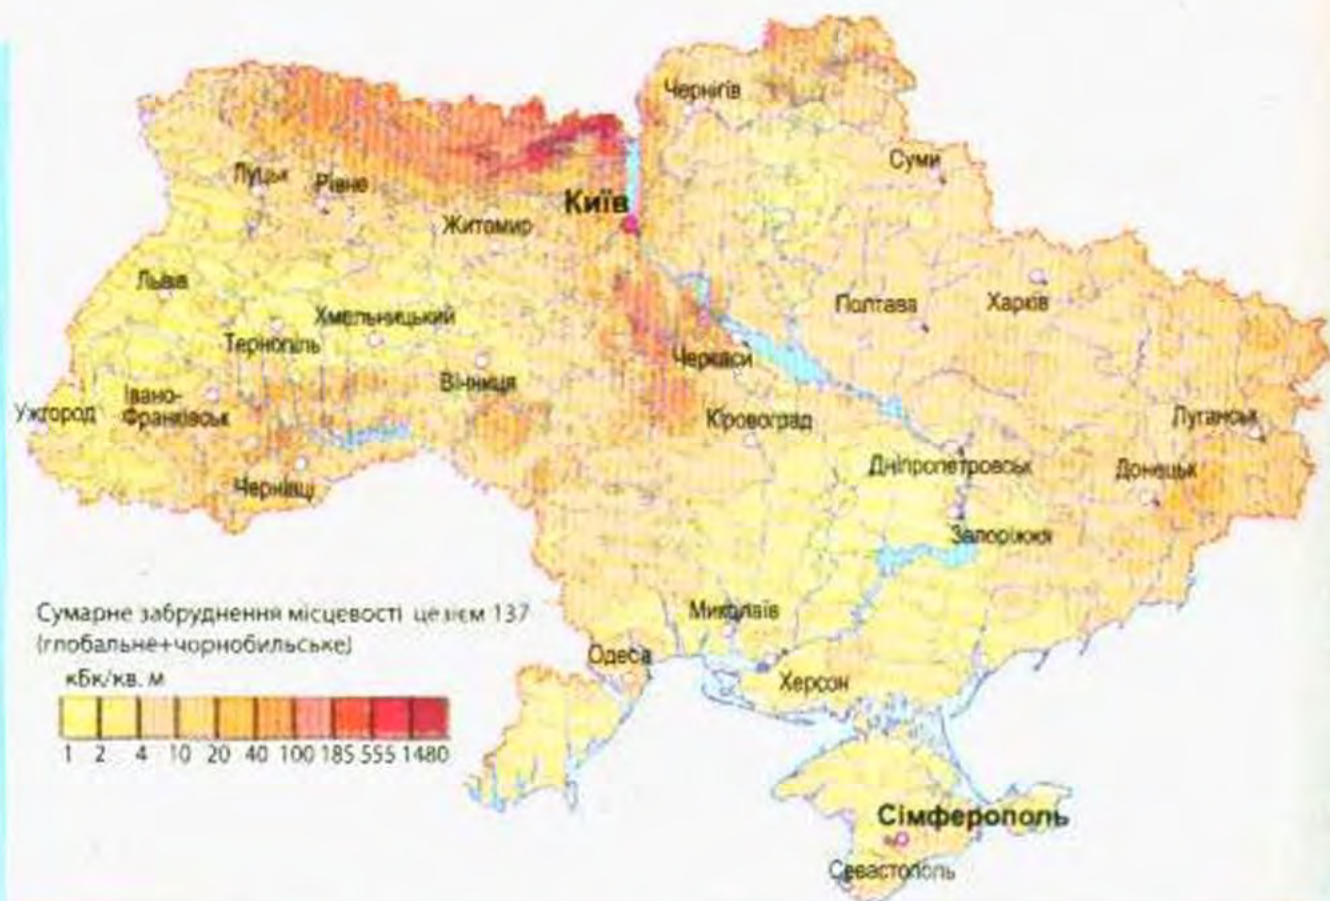 Чернігів
Суми
Луцьк
Рівне
Київ
Житомир
Львів
Полтава
Харків
Хмельницький
Тернопіль
Черкаси
Вінниця
Івано-
Франківськ
Ужгород
Кіровоград
Луганськ
Дніпропетровськ
Донецьк
Чернівці
Запоріжжя
Сумарне забруднення місцевості цезієм 137
(глобальне+чорнобильське)
кБк/кв. м
1 2 4 10 20 40 100 185 555 1480
Миколаїв
Одеса
Херсон
Сімферополь
Севастополь